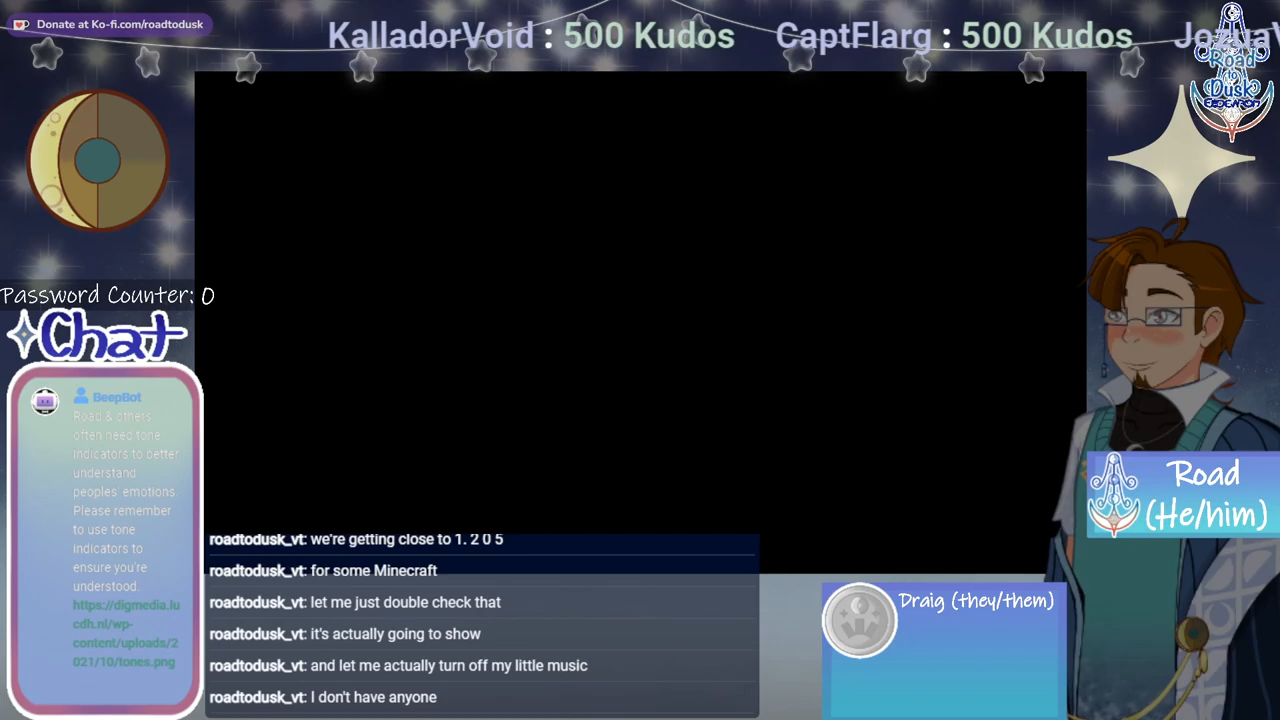 Donate at Ko-fi.com/roadtodusk
KalladorVoid : 500 Kudos CaptFlarg : 500 Kudos
Road
to
Dusk
Password Counter: 0
Chat
BeepBot
Road & others
often need tone
indicators to better
understand
peoples' emotions.
Please remember
to use tone
indicators to
ensure you're
understood.
https://digmedia.lu
cdh.nl/wp-
content/uploads/2
021/10/tones.png
roadtodusk_vt: we're getting close to 1. 2 0 5
roadtodusk_vt: for some Minecraft
roadtodusk_vt: let me just double check that
roadtodusk_vt: it's actually going to show
roadtodusk_vt: and let me actually turn off my little music
roadtodusk_vt: I don't have anyone
Draig (they/them)
Road
(He/him)